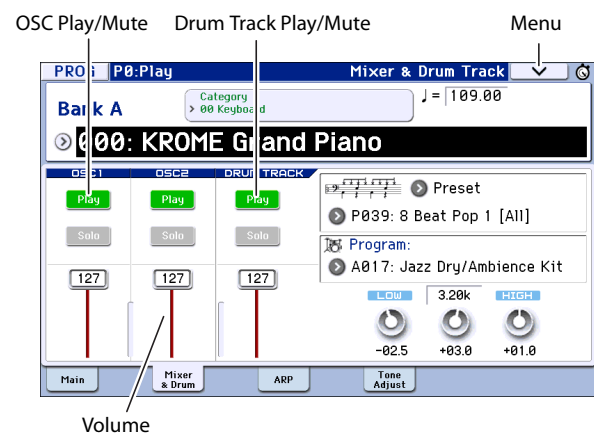 OSC Play/Mute Drum Track Play/Mute Menu
PROG P0:Play Mixer & Drum Track
Bank A
Category
00 Keyboard
♩= 109.00
000: KROME Grand Piano
OSC1 OSC2 DRUM TRACK
Play Play Play
Solo Solo Solo
127 127 127
Preset
P039: 8 Beat Pop 1 [All]
Program:
A017: Jazz Dry/Ambience Kit
LOW 3.20k HIGH
-02.5 +03.0 +01.0
Main
Mixer
& Drum
ARP
Tone
Adjust
Volume